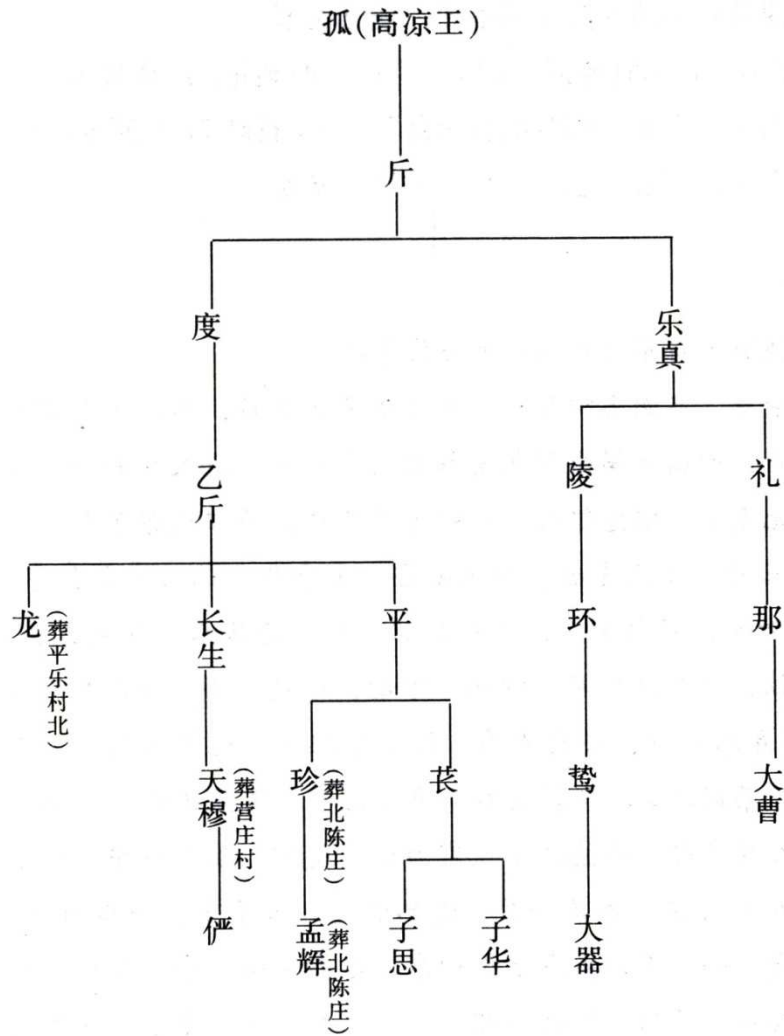 孤(高凉王)
斤
度
乐真
乙斤
陵
礼
龙
(葬平乐村北)
长生
平
环
那
天穆
(葬营庄村)
珍
(葬北陈庄)
苌
鸷
大曹
俨
孟辉
(葬北陈庄)
子思
子华
大器